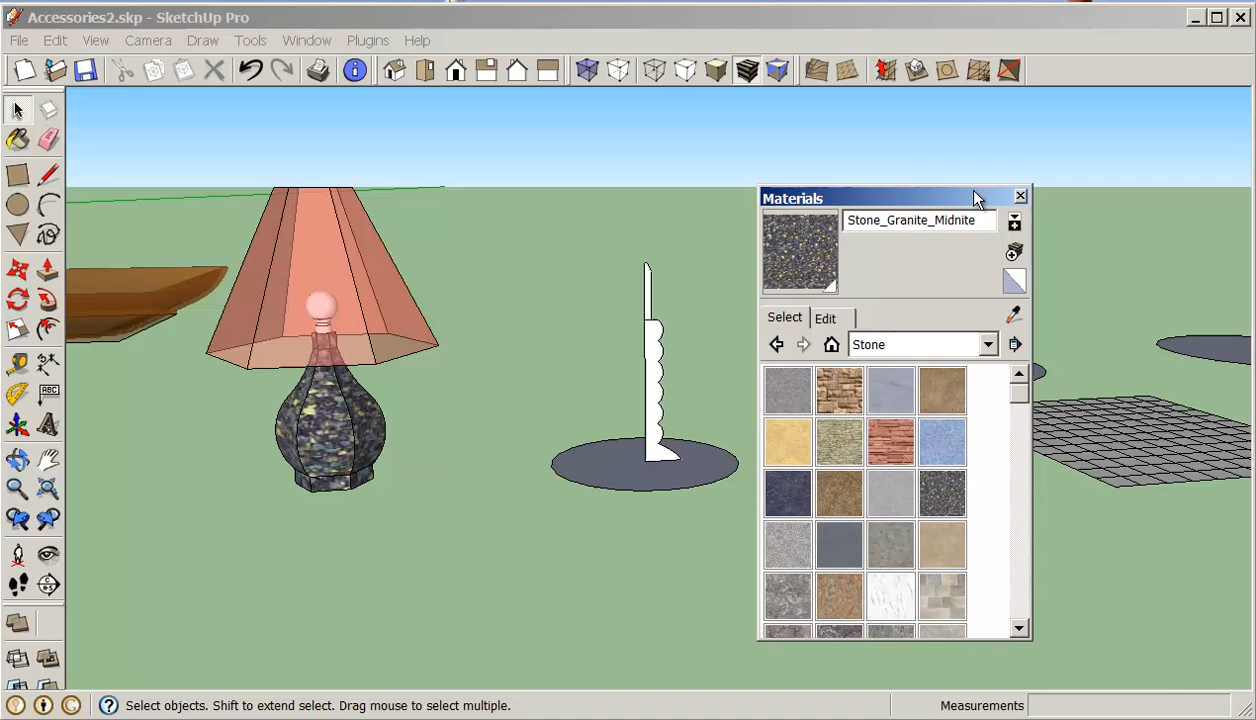 Accessories2.skp - SketchUp Pro
File Edit View Camera Draw Tools Window Plugins Help
Materials
Stone_Granite_Midnite
Select Edit
Stone
ABC
Select objects. Shift to extend select. Drag mouse to select multiple.
Measurements